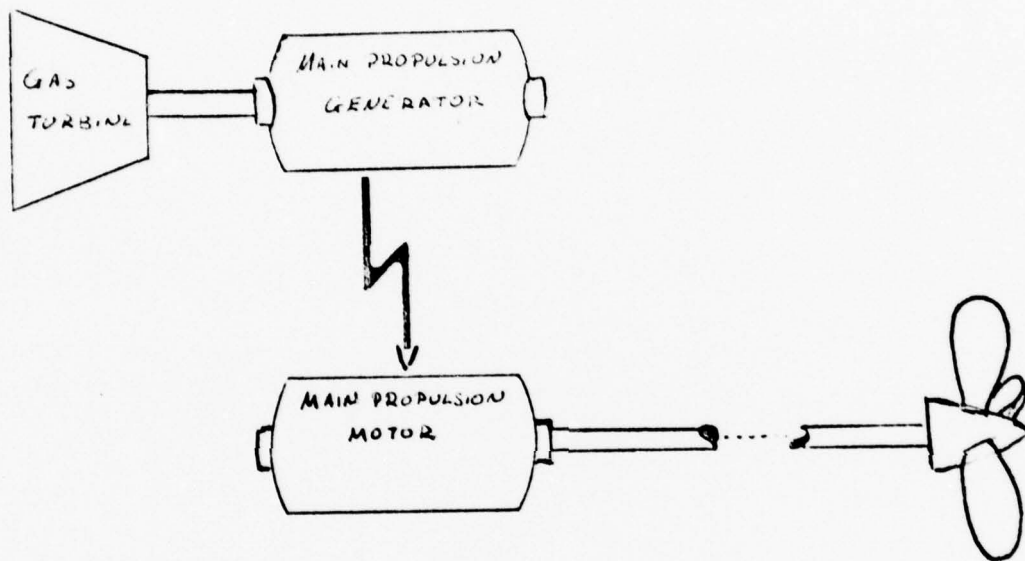 GAS
TURBINE
MAIN PROPULSION
GENERATOR
MAIN PROPULSION
MOTOR